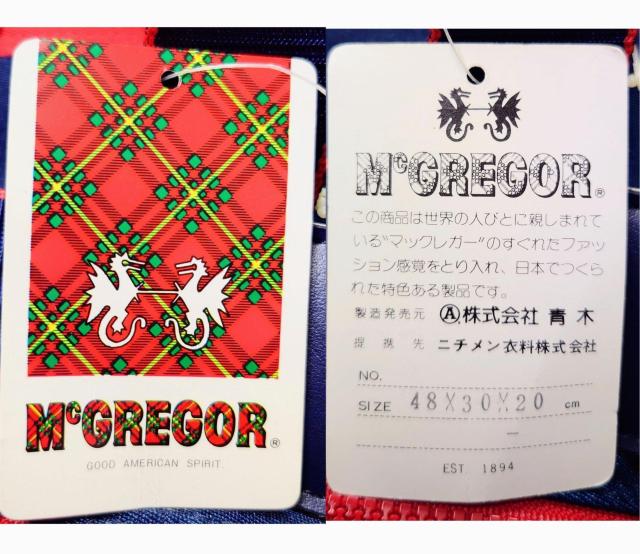 McGREGOR®
GOOD AMERICAN SPIRIT.
McGREGOR®
この商品は世界の人びとに親しまれて
いる"マックレガー"のすぐれたファッ
ション感覚をとり入れ、日本でつくら
れた特色ある製品です。
製造発売元 Ⓐ株式会社 青木
提携先 ニチメン衣料株式会社
NO.
SIZE 48X30X20 cm
EST 1894